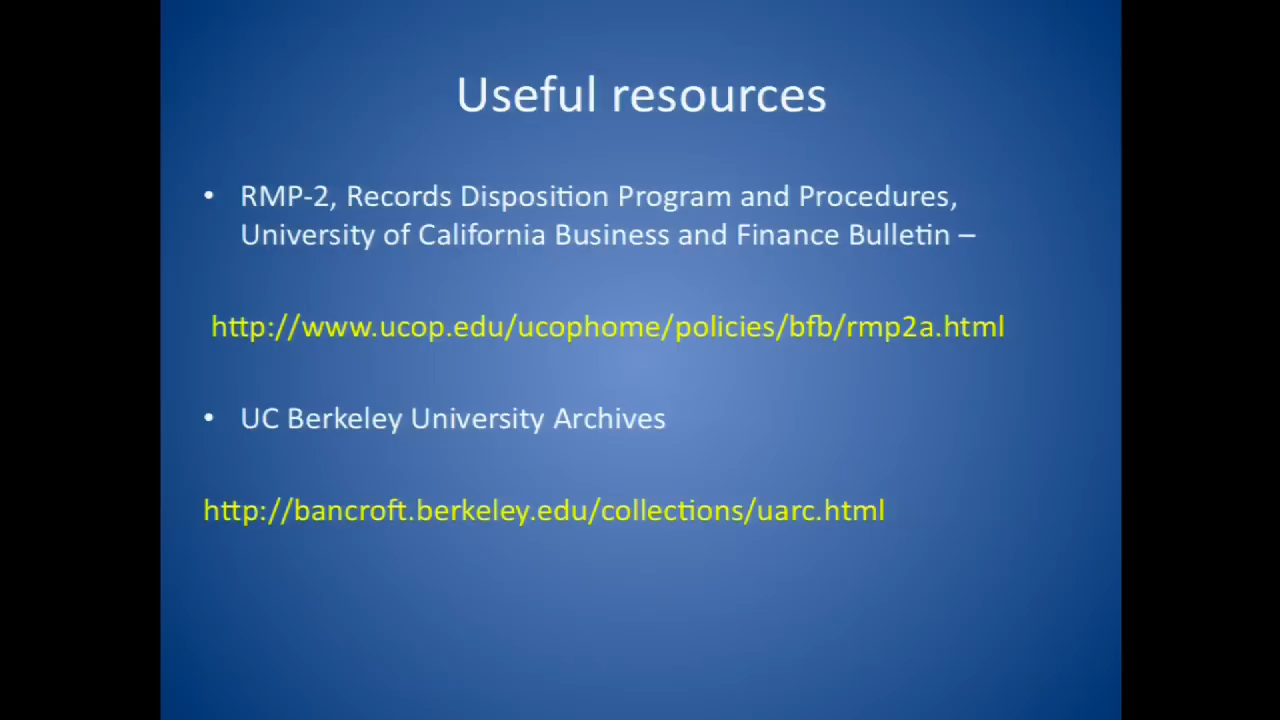 Useful resources
• RMP-2, Records Disposition Program and Procedures,
University of California Business and Finance Bulletin –
http://www.ucop.edu/ucophome/policies/bfb/rmp2a.html
• UC Berkeley University Archives
http://bancroft.berkeley.edu/collections/uarc.html